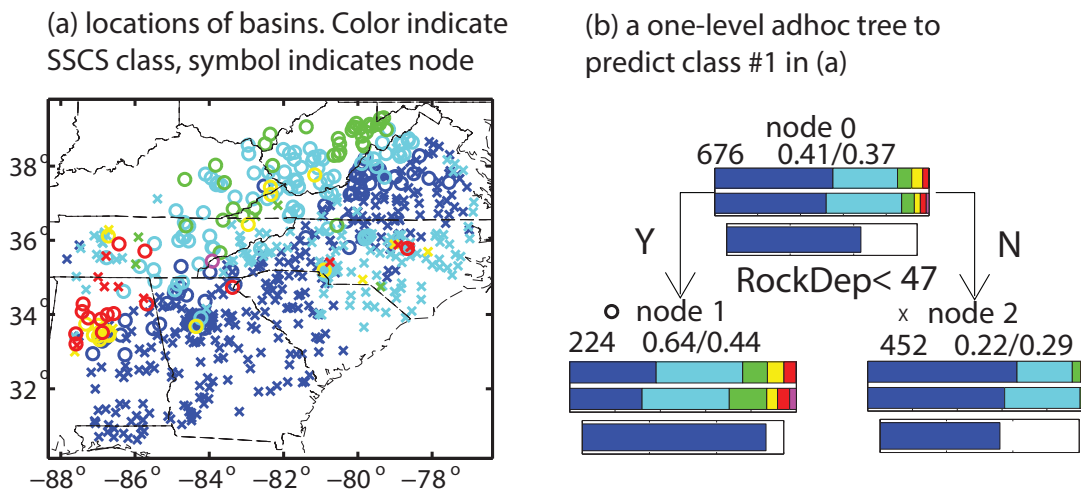 (a) locations of basins. Color indicate
SSCS class, symbol indicates node
38°
36°
34°
32°
−88° −86° −84° −82° −80° −78°
(b) a one-level adhoc tree to
predict class #1 in (a)
node 0
676 0.41/0.37
Y N
RockDep< 47
node 1
224 0.64/0.44
x node 2
452 0.22/0.29